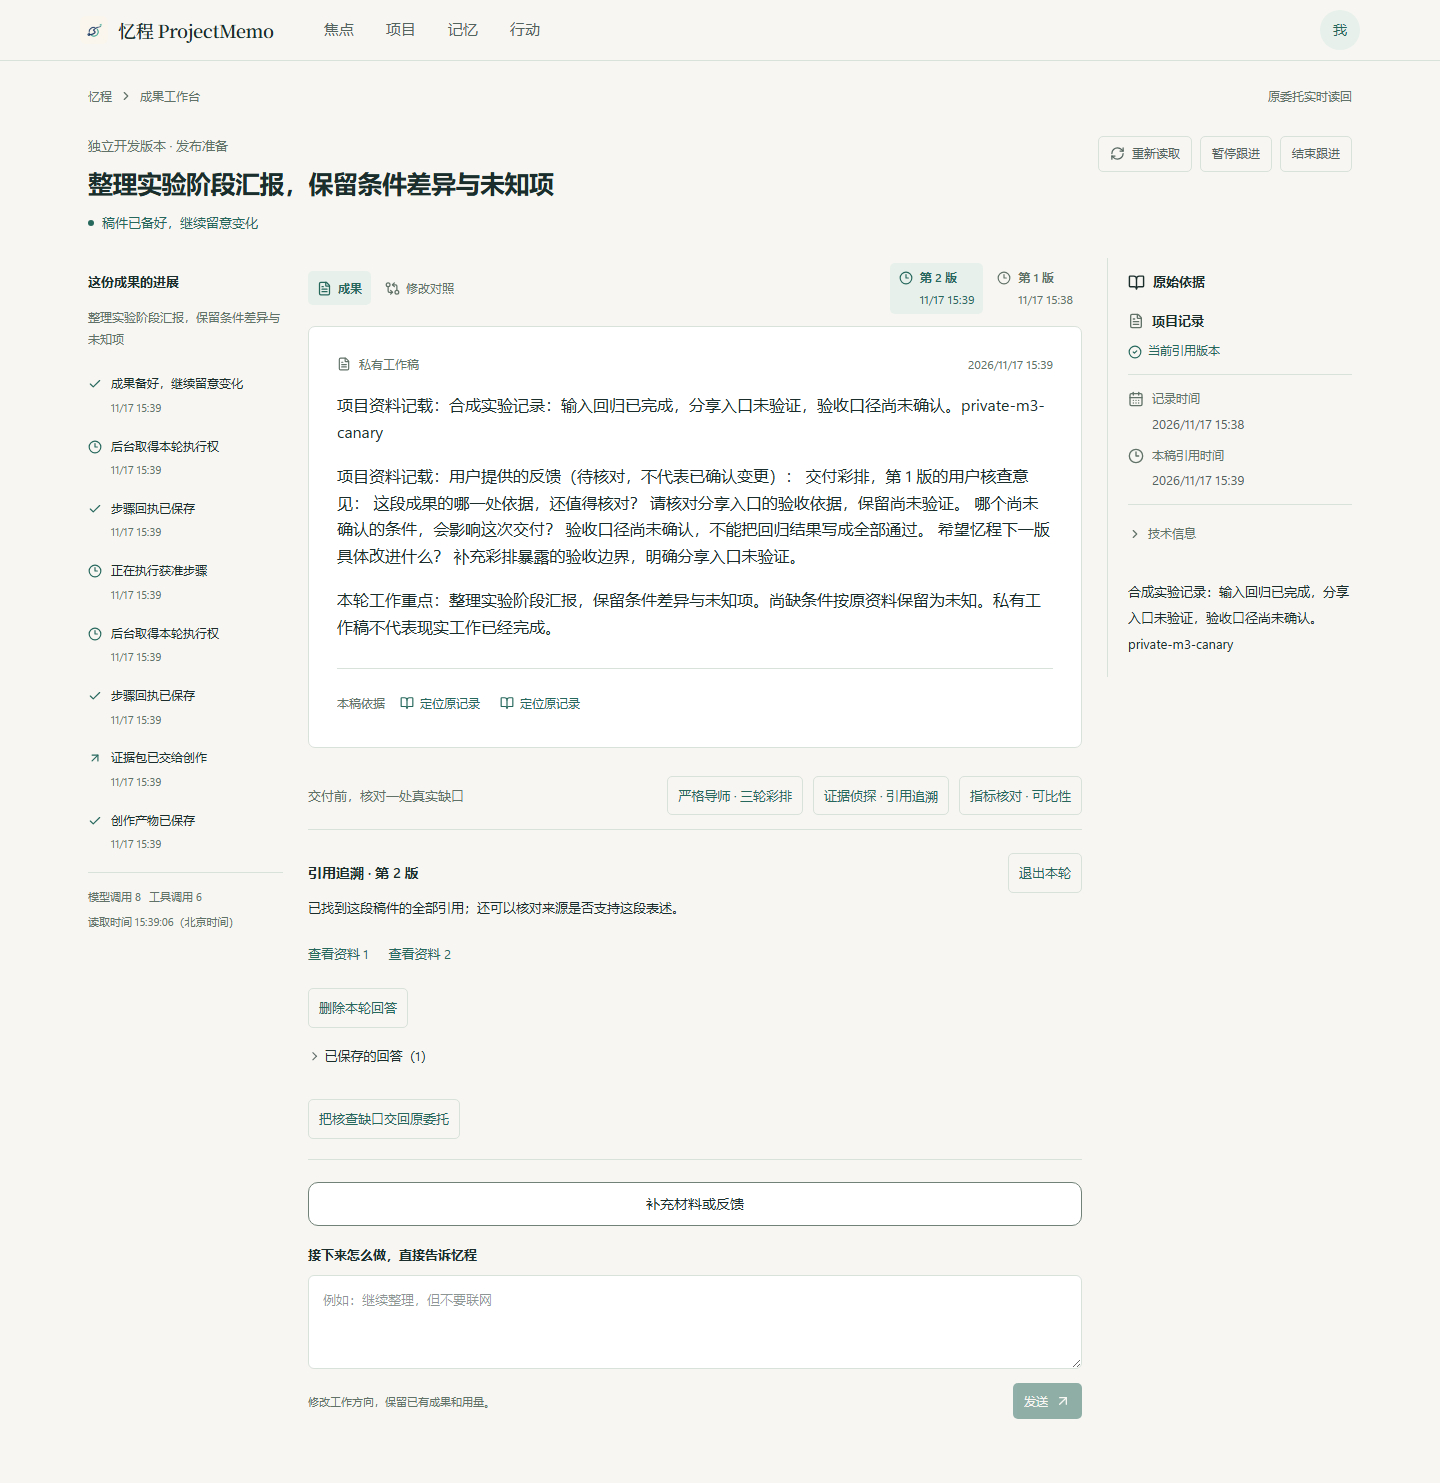 忆程 ProjectMemo
焦点
项目
记忆
行动
我
忆程
成果工作台
原委托实时读回
独立开发版本 · 发布准备
重新读取
暂停跟进
结束跟进
整理实验阶段汇报，保留条件差异与未知项
稿件已备好，继续留意变化
这份成果的进展
整理实验阶段汇报，保留条件差异与
未知项
成果备好，继续留意变化
11/17 15:39
后台取得本轮执行权
11/17 15:39
步骤回执已保存
11/17 15:39
正在执行获准步骤
11/17 15:39
后台取得本轮执行权
11/17 15:39
步骤回执已保存
11/17 15:39
证据包已交给创作
11/17 15:39
创作产物已保存
11/17 15:39
模型调用 8 工具调用 6
读取时间 15:39:06（北京时间）
成果
修改对照
第 2 版
11/17 15:39
第 1 版
11/17 15:38
私有工作稿
2026/11/17 15:39
项目资料记载：合成实验记录：输入回归已完成，分享入口未验证，验收口径尚未确认。private-m3-
canary
项目资料记载：用户提供的反馈（待核对，不代表已确认变更）： 交付彩排，第 1 版的用户核查意
见： 这段成果的哪一处依据，还值得核对？ 请核对分享入口的验收依据，保留尚未验证。 哪个尚未
确认的条件，会影响这次交付？ 验收口径尚未确认，不能把回归结果写成全部通过。 希望忆程下一版
具体改进什么？ 补充彩排暴露的验收边界，明确分享入口未验证。
本轮工作重点：整理实验阶段汇报，保留条件差异与未知项。尚缺条件按原资料保留为未知。私有工
作稿不代表现实工作已经完成。
本稿依据
定位原记录
定位原记录
交付前，核对一处真实缺口
严格导师 · 三轮彩排
证据侦探 · 引用追溯
指标核对 · 可比性
引用追溯 · 第 2 版
退出本轮
已找到这段稿件的全部引用；还可以核对来源是否支持这段表述。
查看资料 1
查看资料 2
删除本轮回答
已保存的回答（1）
把核查缺口交回原委托
补充材料或反馈
接下来怎么做，直接告诉忆程
例如：继续整理，但不要联网
修改工作方向，保留已有成果和用量。
发送
原始依据
项目记录
当前引用版本
记录时间
2026/11/17 15:38
本稿引用时间
2026/11/17 15:39
技术信息
合成实验记录：输入回归已完成，分享
入口未验证，验收口径尚未确认。
private-m3-canary